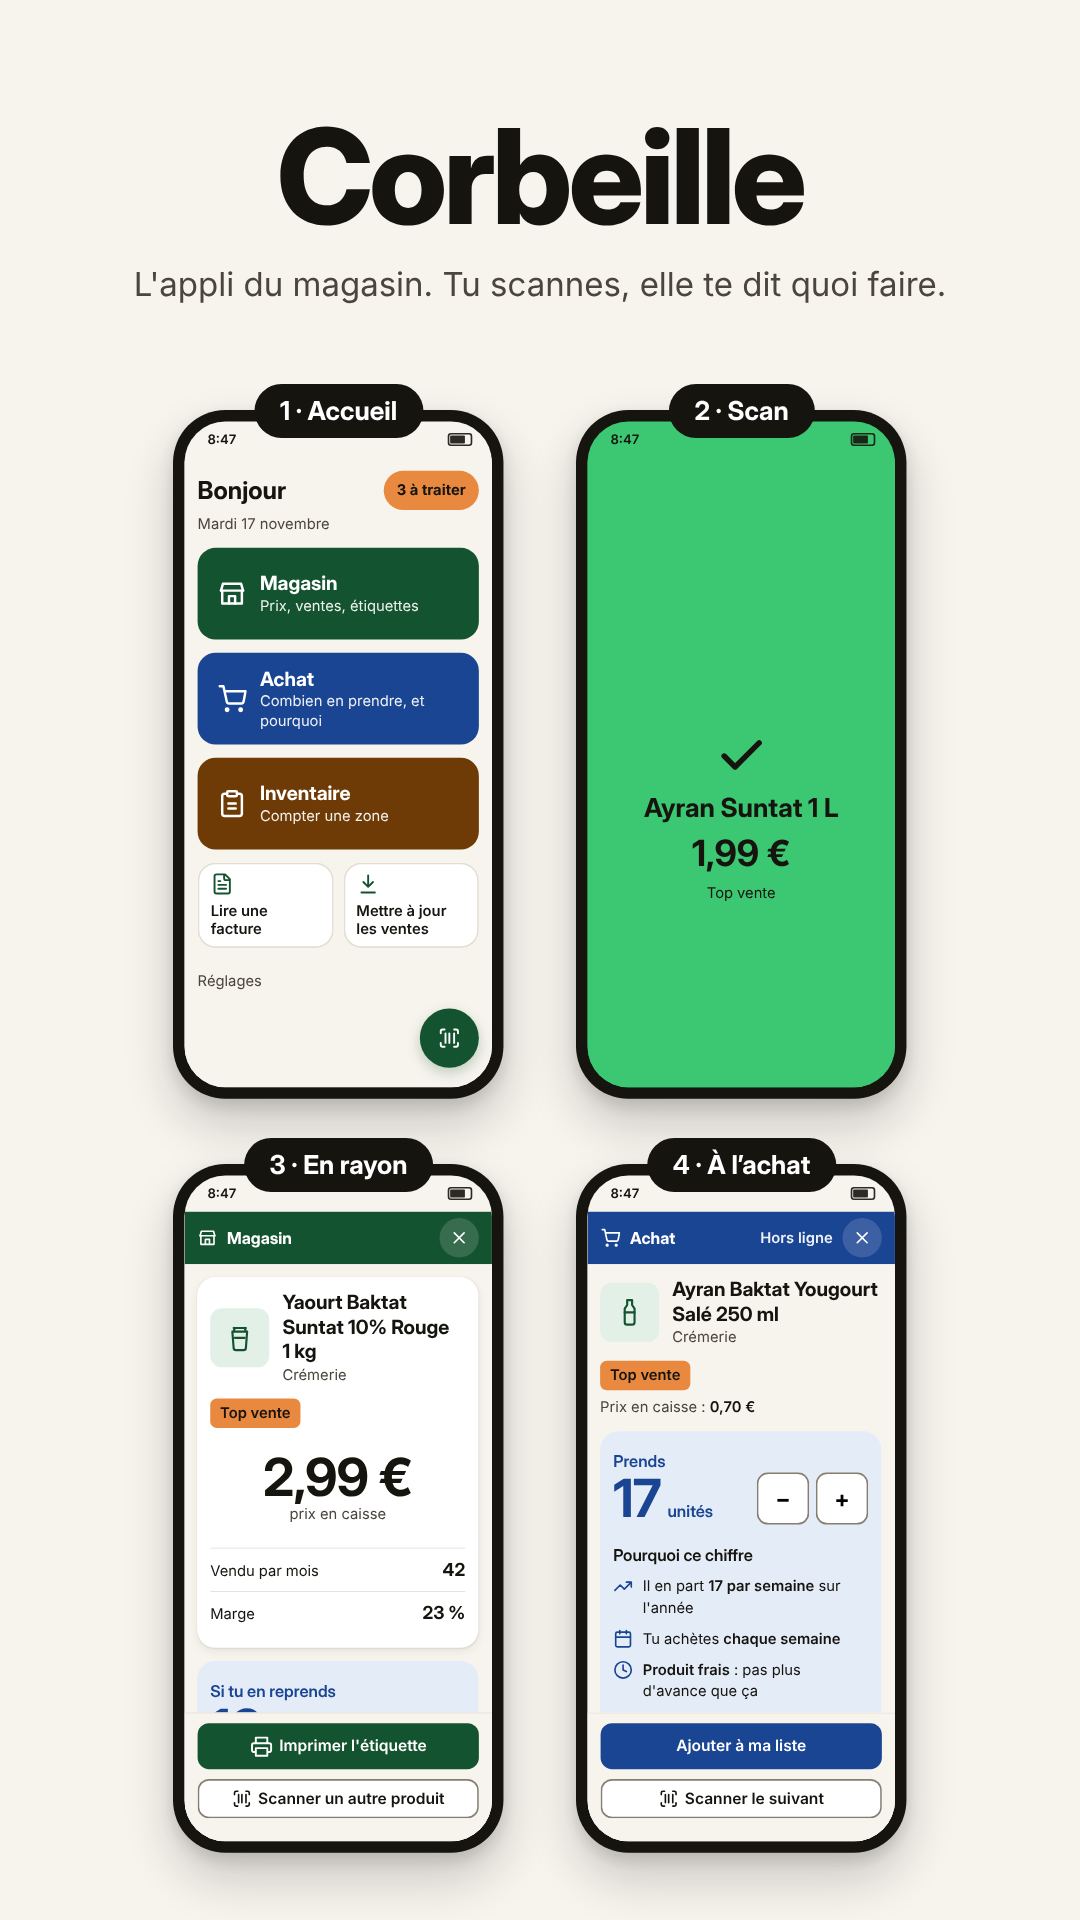 Corbeille
L'appli du magasin. Tu scannes, elle te dit quoi faire.
1 · Accueil
8:47
Bonjour
3 à traiter
Mardi 17 novembre
Magasin
Prix, ventes, étiquettes
Achat
Combien en prendre, et
pourquoi
Inventaire
Compter une zone
Lire une
facture
Mettre à jour
les ventes
Réglages
2 · Scan
8:47
Ayran Suntat 1 L
1,99 €
Top vente
3 · En rayon
8:47
Magasin
Yaourt Baktat
Suntat 10% Rouge
1 kg
Crémerie
Top vente
2,99 €
prix en caisse
Vendu par mois 42
Marge 23 %
Si tu en reprends
Imprimer l'étiquette
Scanner un autre produit
4 · À l'achat
8:47
Achat
Hors ligne
Ayran Baktat Yougourt
Salé 250 ml
Crémerie
Top vente
Prix en caisse : 0,70 €
Prends
17 unités
− +
Pourquoi ce chiffre
Il en part 17 par semaine sur
l'année
Tu achètes chaque semaine
Produit frais : pas plus
d'avance que ça
Ajouter à ma liste
Scanner le suivant